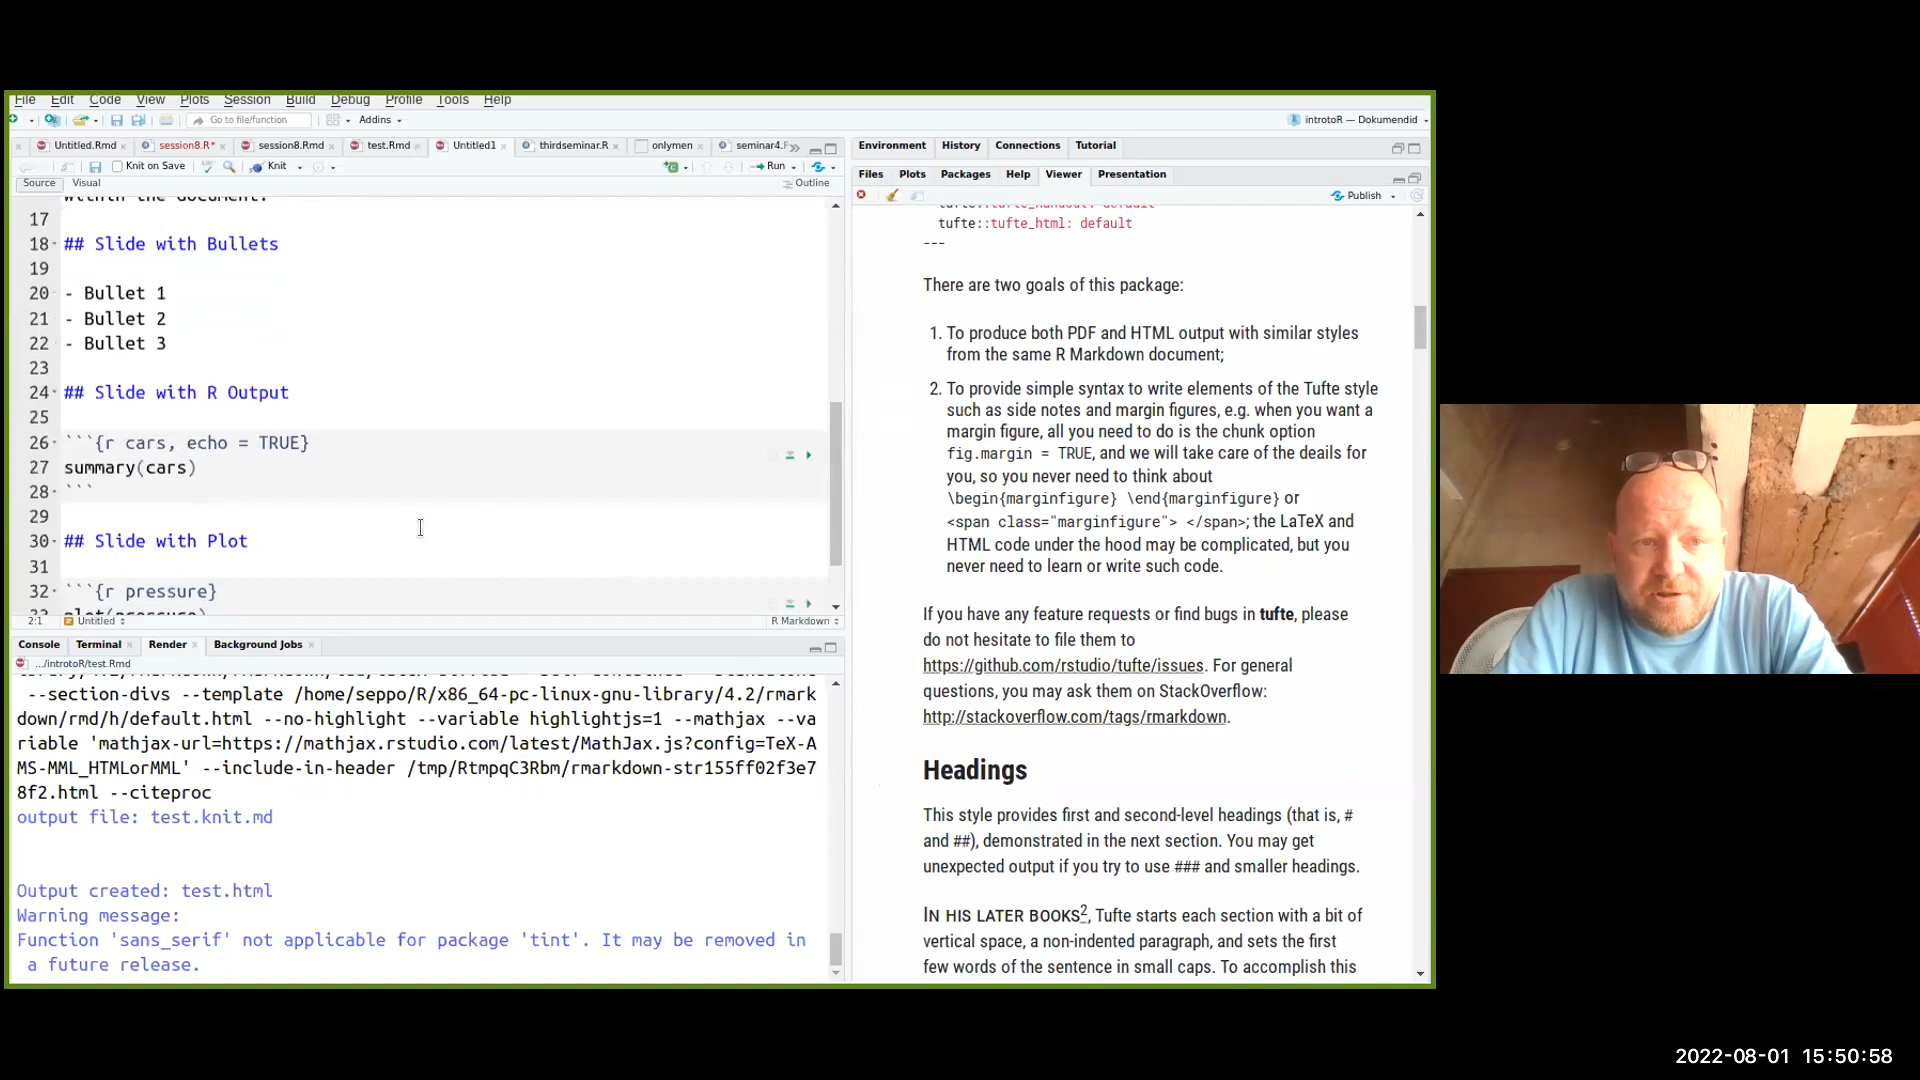 File Edit Code View Plots Session Build Debug Profile Tools Help
Go to file/function Addins introtoR — Dokumendid
Untitled.Rmd session8.R* session8.Rmd test.Rmd Untitled1 thirdseminar.R onlymen seminar4.
Knit on Save Knit Run
Source Visual Outline
within the document.
17
18 ## Slide with Bullets
19
20 - Bullet 1
21 - Bullet 2
22 - Bullet 3
23
24 ## Slide with R Output
25
26 ```{r cars, echo = TRUE}
27 summary(cars)
28 ```
29
30 ## Slide with Plot
31
32 ```{r pressure}
33 plot(pressure)
2:1 Untitled R Markdown
Console Terminal Render Background Jobs
.../introtoR/test.Rmd
--section-divs --template /home/seppo/R/x86_64-pc-linux-gnu-library/4.2/rmark
down/rmd/h/default.html --no-highlight --variable highlightjs=1 --mathjax --va
riable 'mathjax-url=https://mathjax.rstudio.com/latest/MathJax.js?config=TeX-A
MS-MML_HTMLorMML' --include-in-header /tmp/RtmpqC3Rbm/rmarkdown-str155ff02f3e7
8f2.html --citeproc
output file: test.knit.md
Output created: test.html
Warning message:
Function 'sans_serif' not applicable for package 'tint'. It may be removed in
a future release.
Environment History Connections Tutorial
Files Plots Packages Help Viewer Presentation
Publish
tufte::tufte_handout: default
tufte::tufte_html: default
---
There are two goals of this package:
1. To produce both PDF and HTML output with similar styles
from the same R Markdown document;
2. To provide simple syntax to write elements of the Tufte style
such as side notes and margin figures, e.g. when you want a
margin figure, all you need to do is the chunk option
fig.margin = TRUE, and we will take care of the deails for
you, so you never need to think about
\begin{marginfigure} \end{marginfigure} or
<span class="marginfigure"> </span>; the LaTeX and
HTML code under the hood may be complicated, but you
never need to learn or write such code.
If you have any feature requests or find bugs in tufte, please
do not hesitate to file them to
https://github.com/rstudio/tufte/issues. For general
questions, you may ask them on StackOverflow:
http://stackoverflow.com/tags/rmarkdown.
Headings
This style provides first and second-level headings (that is, #
and ##), demonstrated in the next section. You may get
unexpected output if you try to use ### and smaller headings.
IN HIS LATER BOOKS2, Tufte starts each section with a bit of
vertical space, a non-indented paragraph, and sets the first
few words of the sentence in small caps. To accomplish this
2022-08-01 15:50:58